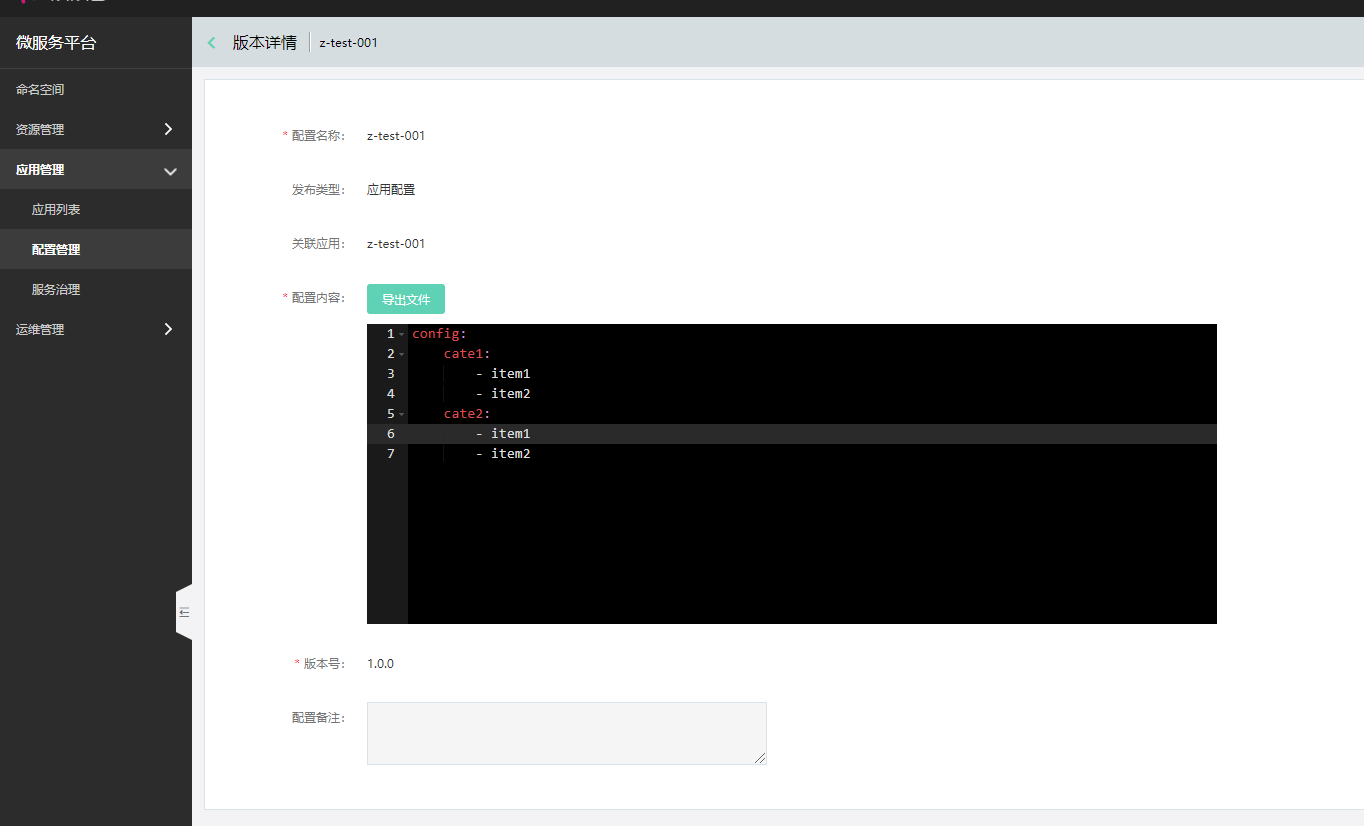 微服务平台
版本详情 z-test-001
命名空间
资源管理
应用管理
应用列表
配置管理
服务治理
运维管理
* 配置名称: z-test-001
发布类型: 应用配置
关联应用: z-test-001
* 配置内容: 导出文件
1 config:
2     cate1:
3         - item1
4         - item2
5     cate2:
6         - item1
7         - item2
* 版本号: 1.0.0
配置备注: